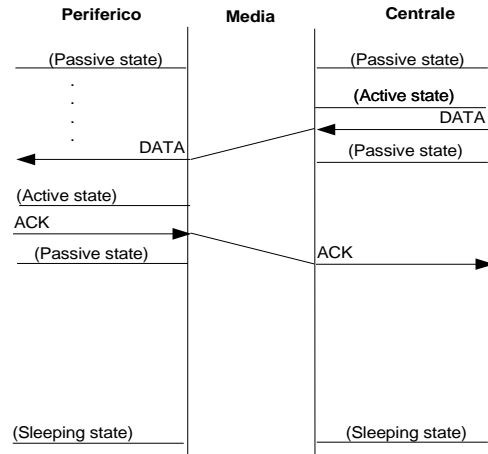 Periferico Media Centrale
(Passive state) (Passive state)
(Active state)
DATA
DATA
(Passive state)
(Active state)
ACK
(Passive state) ACK
(Sleeping state) (Sleeping state)